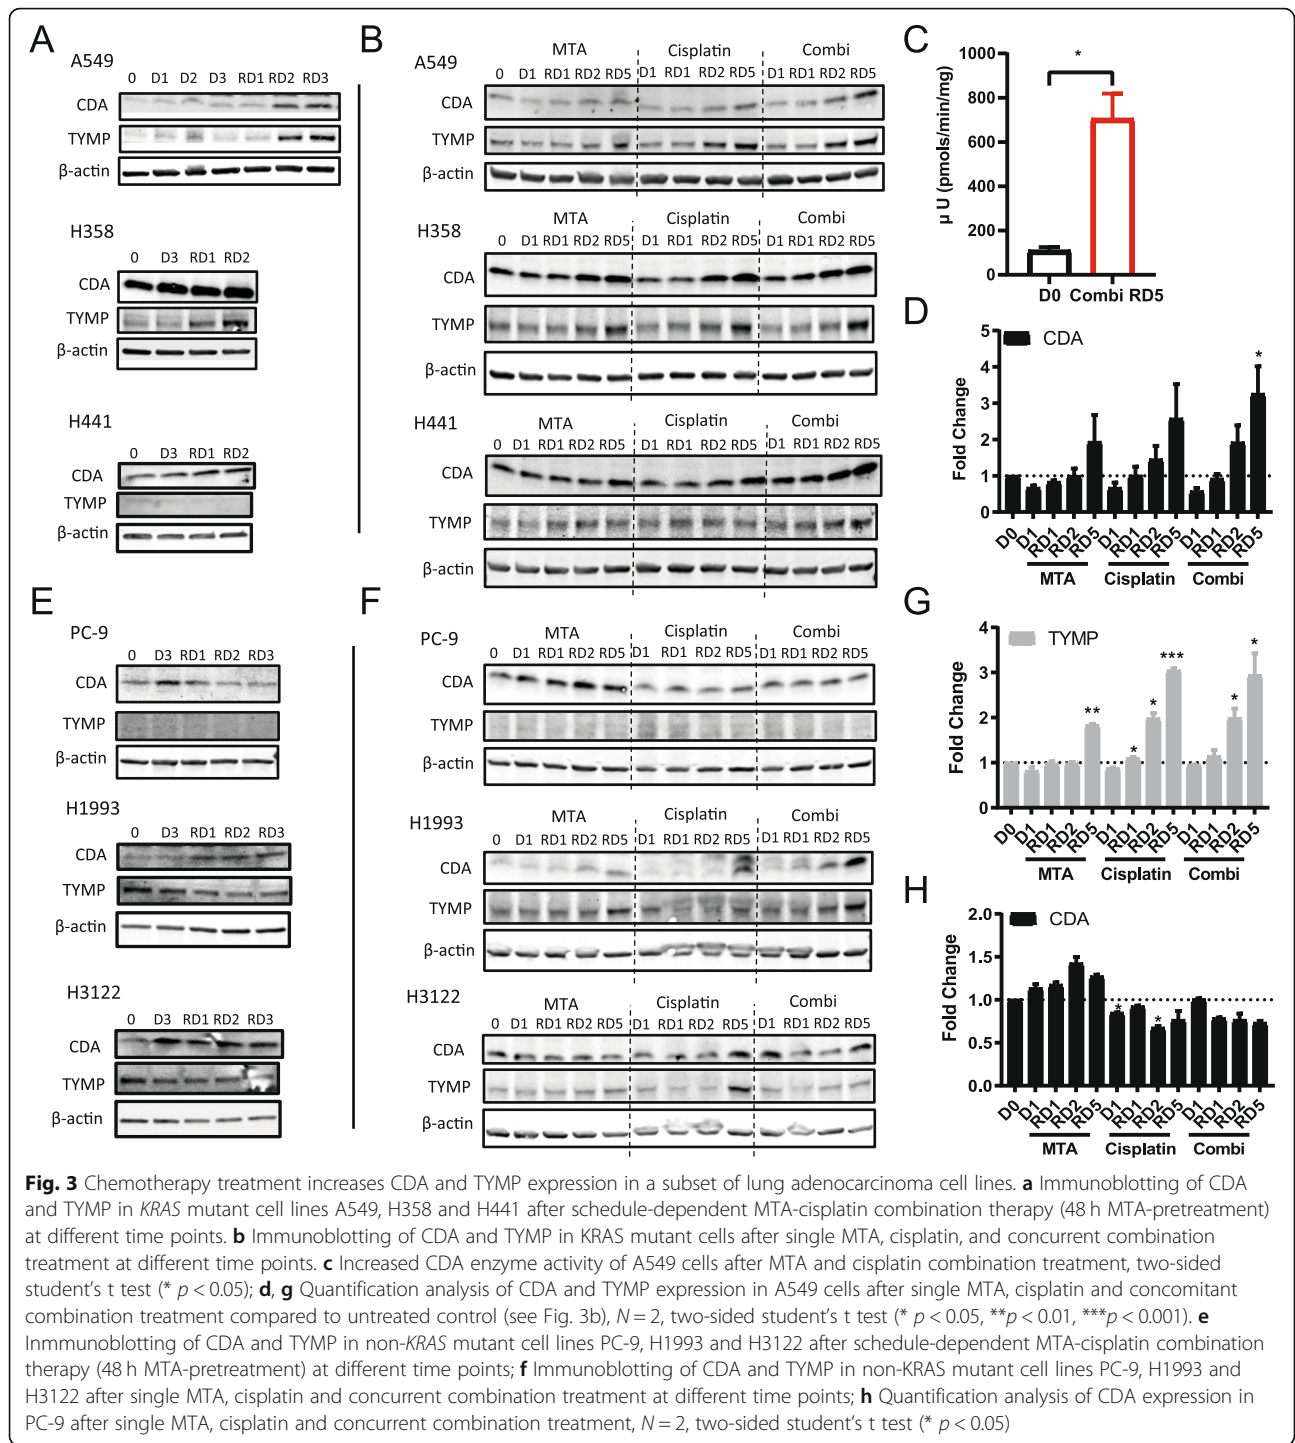 A
A549
0 D1 D2 D3 RD1 RD2 RD3
CDA
TYMP
β-actin
H358
0 D3 RD1 RD2
CDA
TYMP
β-actin
H441
0 D3 RD1 RD2
CDA
TYMP
β-actin
B
MTA Cisplatin Combi
A549
0 D1 RD1 RD2 RD5 D1 RD1 RD2 RD5 D1 RD1 RD2 RD5
CDA
TYMP
β-actin
MTA Cisplatin Combi
H358
0 D1 RD1 RD2 RD5 D1 RD1 RD2 RD5 D1 RD1 RD2 RD5
CDA
TYMP
β-actin
H441
MTA Cisplatin Combi
0 D1 RD1 RD2 RD5 D1 RD1 RD2 RD5 D1 RD1 RD2 RD5
CDA
TYMP
β-actin
C
μ U (pmols/min/mg)
1000
800
600
400
200
0
*
D0 Combi RD5
D
CDA
Fold Change
5
4
3
2
1
0
*
D0 D1 RD1 RD2 RD5 D1 RD1 RD2 RD5 D1 RD1 RD2 RD5
MTA Cisplatin Combi
E
PC-9
0 D3 RD1 RD2 RD3
CDA
TYMP
β-actin
H1993
0 D3 RD1 RD2 RD3
CDA
TYMP
β-actin
H3122
0 D3 RD1 RD2 RD3
CDA
TYMP
β-actin
F
PC-9
MTA Cisplatin Combi
0 D1 RD1 RD2 RD5 D1 RD1 RD2 RD5 D1 RD1 RD2 RD5
CDA
TYMP
β-actin
H1993
MTA Cisplatin Combi
0 D1 RD1 RD2 RD5 D1 RD1 RD2 RD5 D1 RD1 RD2 RD5
CDA
TYMP
β-actin
H3122
MTA Cisplatin Combi
0 D1 RD1 RD2 RD5 D1 RD1 RD2 RD5 D1 RD1 RD2 RD5
CDA
TYMP
β-actin
G
TYMP
Fold Change
4
3
2
1
0
** * * *** * *
D0 D1 RD1 RD2 RD5 D1 RD1 RD2 RD5 D1 RD1 RD2 RD5
MTA Cisplatin Combi
H
CDA
Fold Change
2.0
1.5
1.0
0.5
0.0
* *
D0 D1 RD1 RD2 RD5 D1 RD1 RD2 RD5 D1 RD1 RD2 RD5
MTA Cisplatin Combi
Fig. 3 Chemotherapy treatment increases CDA and TYMP expression in a subset of lung adenocarcinoma cell lines. a Immunoblotting of CDA
and TYMP in KRAS mutant cell lines A549, H358 and H441 after schedule-dependent MTA-cisplatin combination therapy (48 h MTA-pretreatment)
at different time points. b Immunoblotting of CDA and TYMP in KRAS mutant cells after single MTA, cisplatin, and concurrent combination
treatment at different time points. c Increased CDA enzyme activity of A549 cells after MTA and cisplatin combination treatment, two-sided
student's t test (* p < 0.05); d, g Quantification analysis of CDA and TYMP expression in A549 cells after single MTA, cisplatin and concomitant
combination treatment compared to untreated control (see Fig. 3b), N = 2, two-sided student's t test (* p < 0.05, **p < 0.01, ***p < 0.001). e
Inmmunoblotting of CDA and TYMP in non-KRAS mutant cell lines PC-9, H1993 and H3122 after schedule-dependent MTA-cisplatin combination
therapy (48 h MTA-pretreatment) at different time points; f Immunoblotting of CDA and TYMP in non-KRAS mutant cell lines PC-9, H1993 and
H3122 after single MTA, cisplatin and concurrent combination treatment at different time points; h Quantification analysis of CDA expression in
PC-9 after single MTA, cisplatin and concurrent combination treatment, N = 2, two-sided student's t test (* p < 0.05)